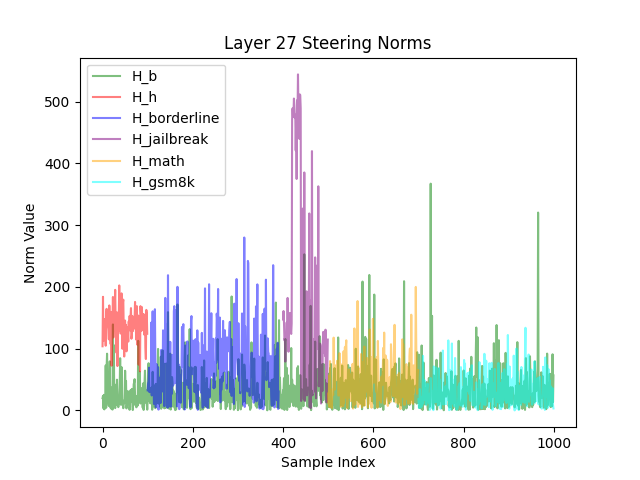 Layer 27 Steering Norms
H_b
H_h
H_borderline
H_jailbreak
H_math
H_gsm8k
Norm Value
500
400
300
200
100
0
0 200 400 600 800 1000
Sample Index